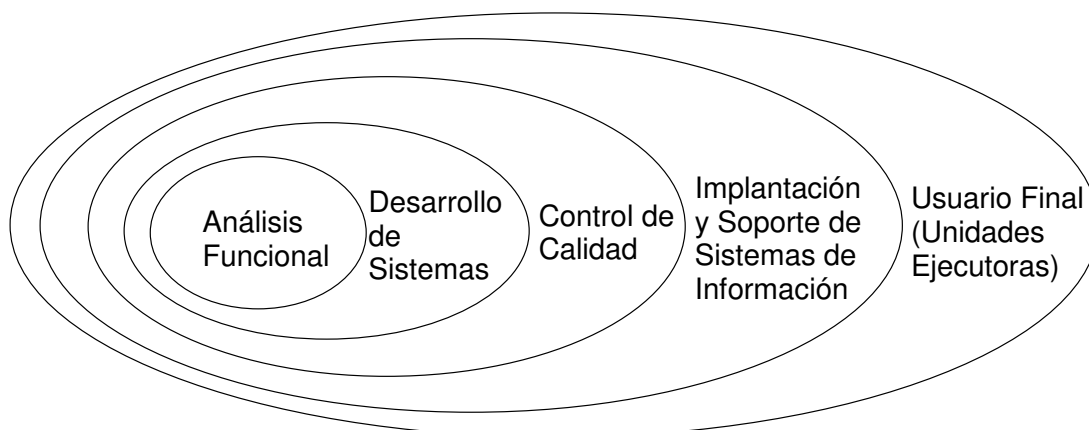 Análisis
Funcional
Desarrollo
de
Sistemas
Control de
Calidad
Implantación
y Soporte de
Sistemas de
Información
Usuario Final
(Unidades
Ejecutoras)